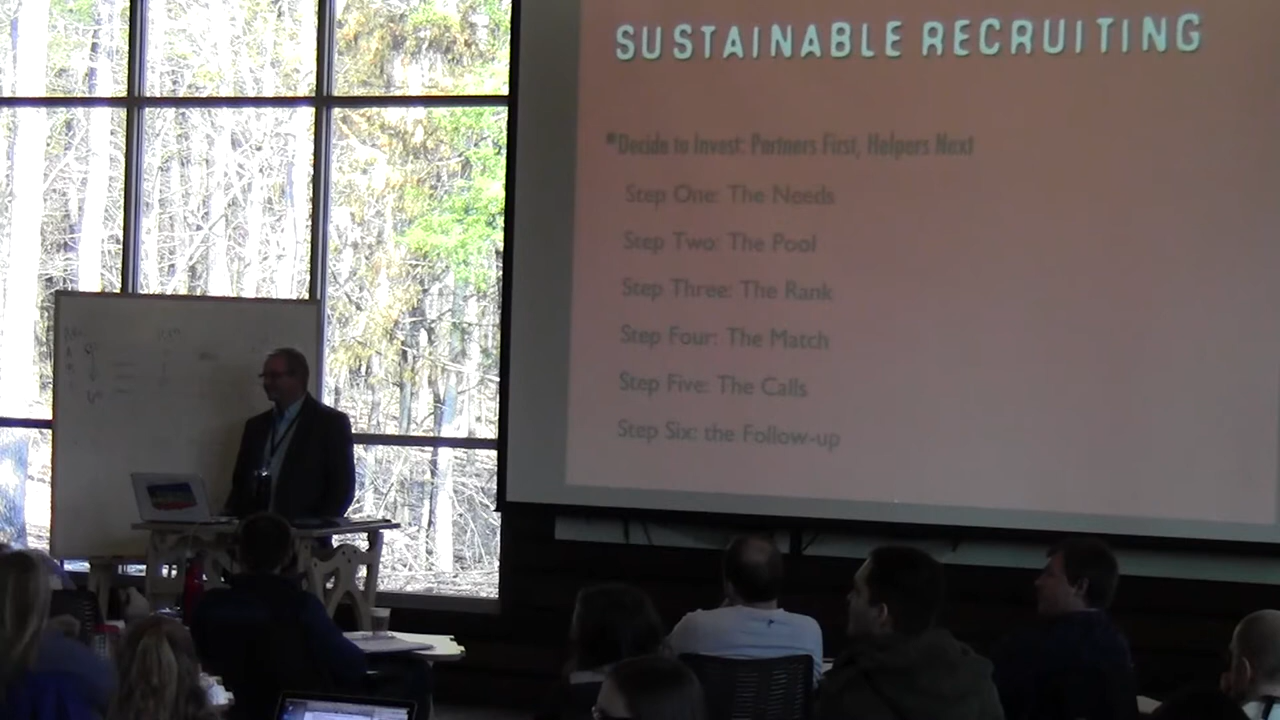 SUSTAINABLE RECRUITING
*Decide to Invest: Partners First, Helpers Next
Step One: The Needs
Step Two: The Pool
Step Three: The Rank
Step Four: The Match
Step Five: The Calls
Step Six: the Follow-up